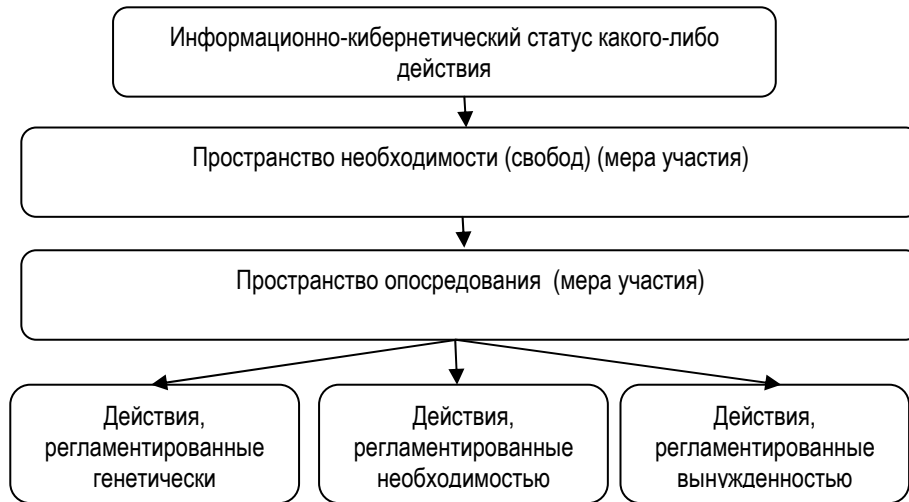 Информационно-кибернетический статус какого-либо
действия
Пространство необходимости (свобод) (мера участия)
Пространство опосредования (мера участия)
Действия,
регламентированные
генетически
Действия,
регламентированные
необходимостью
Действия,
регламентированные
вынужденностью